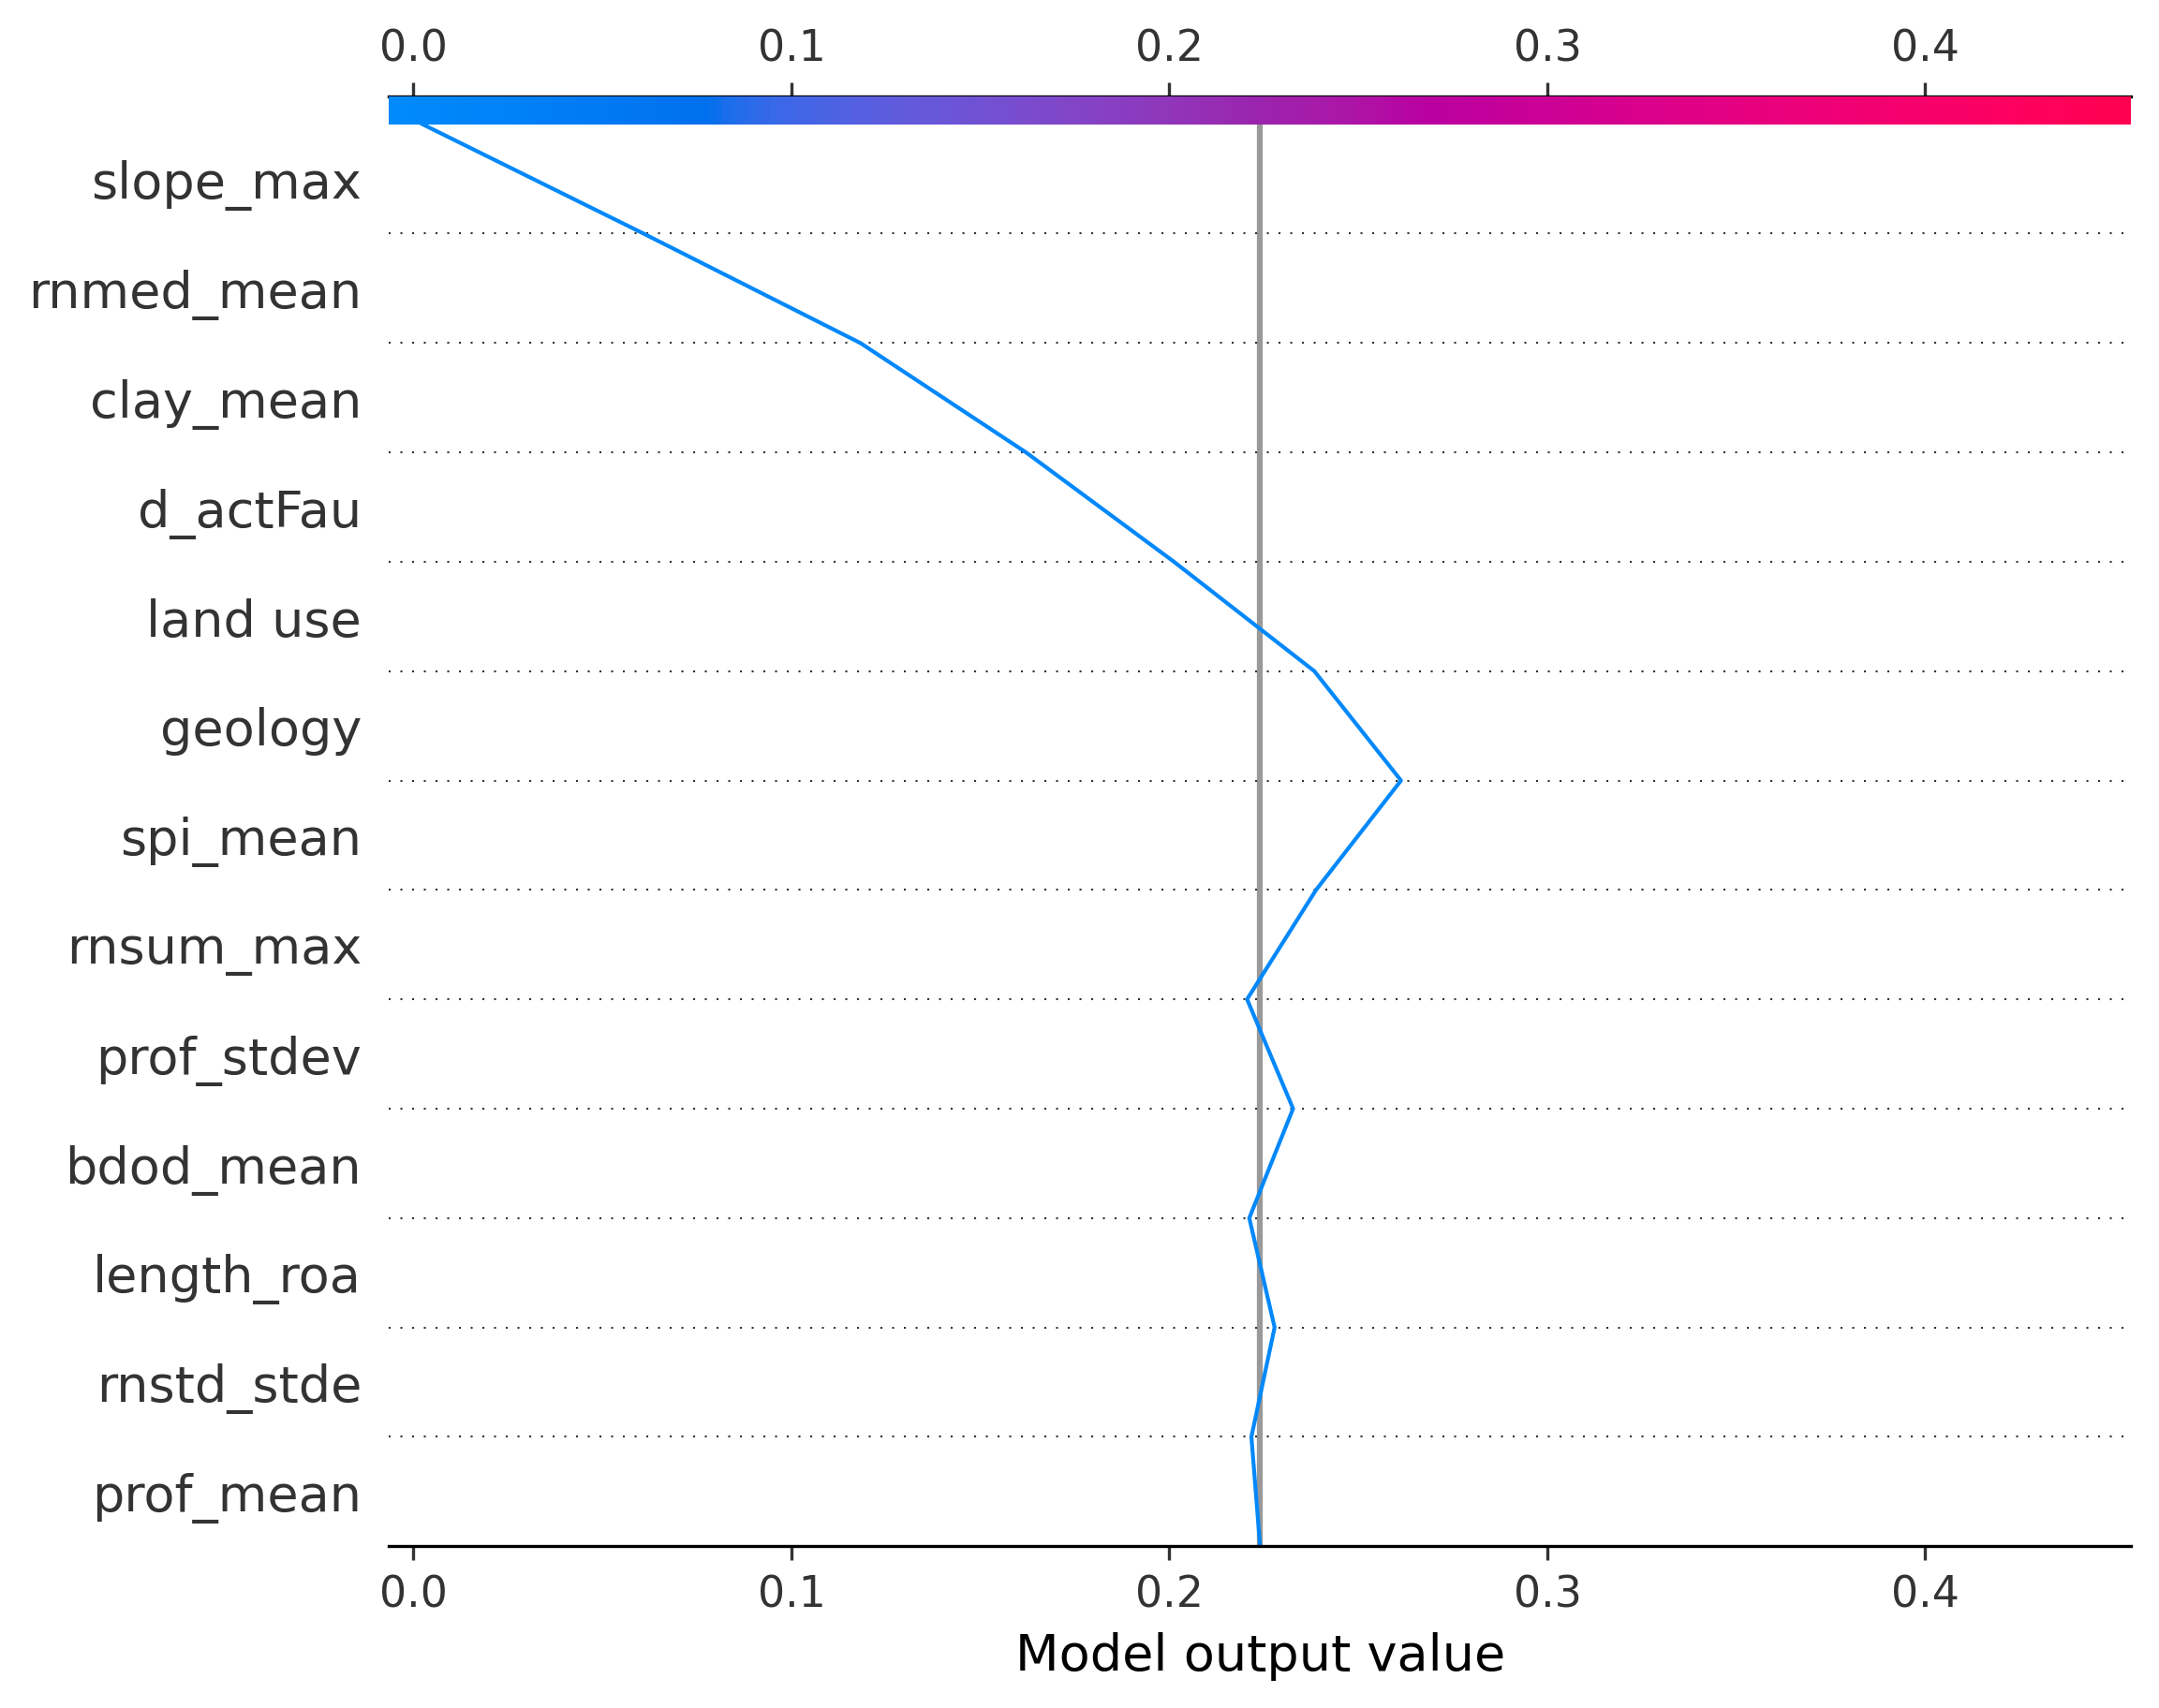 0.0 0.1 0.2 0.3 0.4
slope_max
rnmed_mean
clay_mean
d_actFau
land use
geology
spi_mean
rnsum_max
prof_stdev
bdod_mean
length_roa
rnstd_stde
prof_mean
0.0 0.1 0.2 0.3 0.4
Model output value